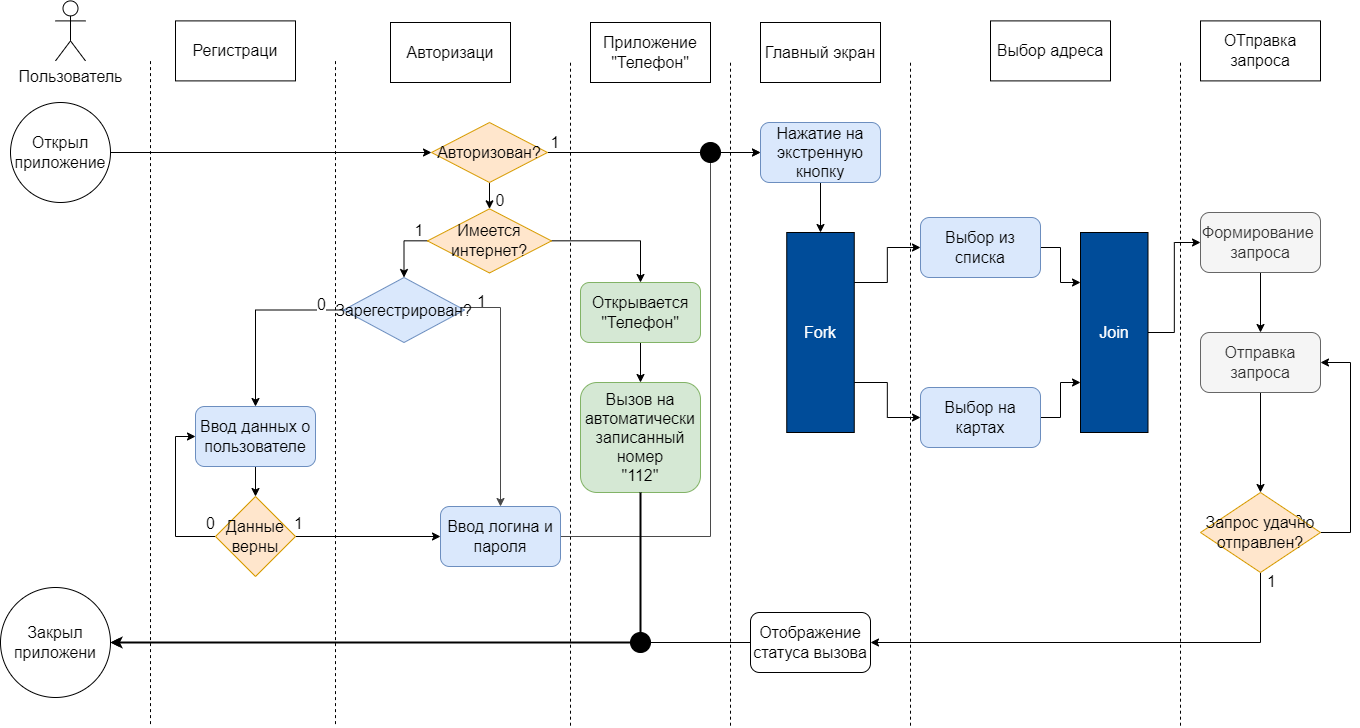 Пользователь
Регистраци
Авторизаци
Приложение
"Телефон"
Главный экран
Выбор адреса
ОТправка
запроса
Открыл
приложение
Авторизован?
1
0
Нажатие на
экстренную
кнопку
Имеется
интернет?
1
Зарегестрирован?
0
1
Открывается
"Телефон"
Вызов на
автоматически
записанный
номер
"112"
Fork
Выбор из
списка
Выбор на
картах
Join
Формирование
запроса
Отправка
запроса
Ввод данных о
пользователе
Данные
верны
0
1
Ввод логина и
пароля
Запрос удачно
отправлен?
1
Закрыл
приложени
Отображение
статуса вызова